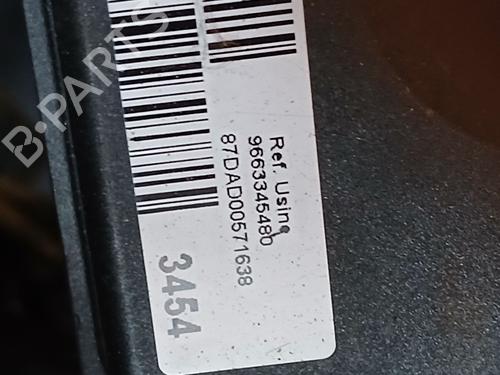 Ref. Usine
9663345480
87DAD00571638
3454
B-PARTS